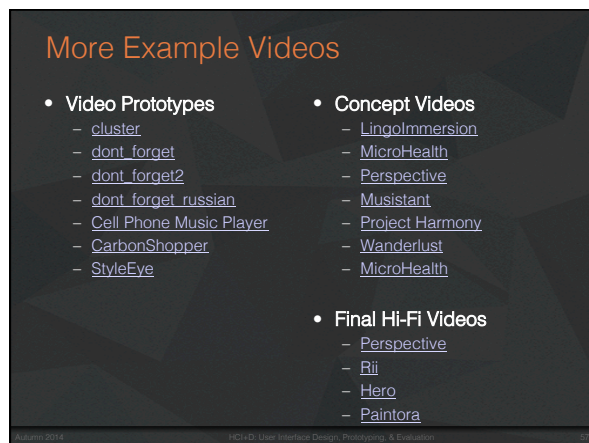 More Example Videos
• Video Prototypes
– cluster
– dont_forget
– dont_forget2
– dont_forget_russian
– Cell Phone Music Player
– CarbonShopper
– StyleEye
• Concept Videos
– LingoImmersion
– MicroHealth
– Perspective
– Musistant
– Project Harmony
– Wanderlust
– MicroHealth
• Final Hi-Fi Videos
– Perspective
– Rii
– Hero
– Paintora
Autumn 2014 HCI+D: User Interface Design, Prototyping, & Evaluation 57